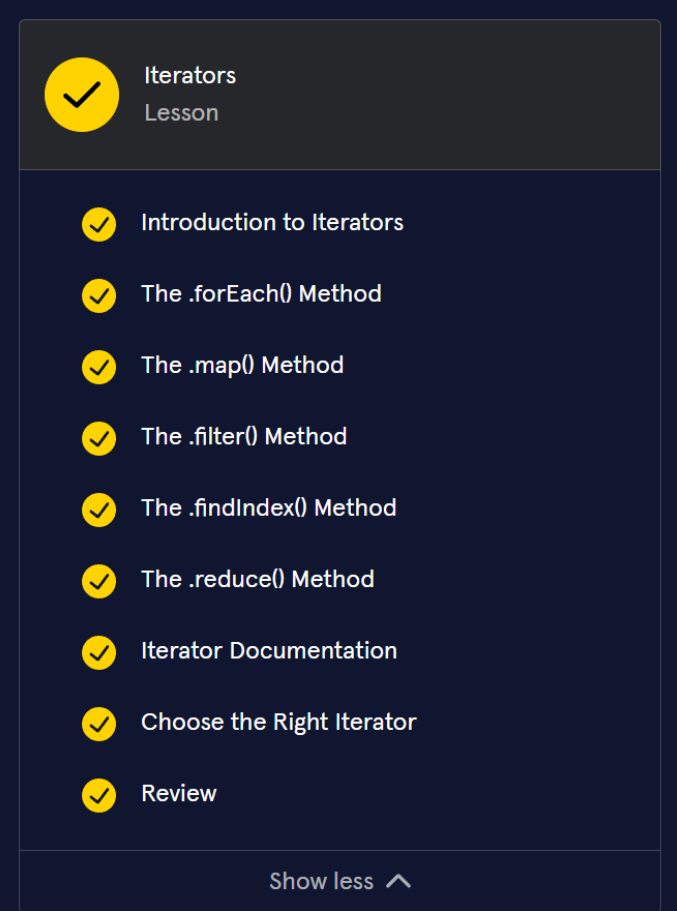 Iterators
Lesson
Introduction to Iterators
The .forEach() Method
The .map() Method
The .filter() Method
The .findIndex() Method
The .reduce() Method
Iterator Documentation
Choose the Right Iterator
Review
Show less